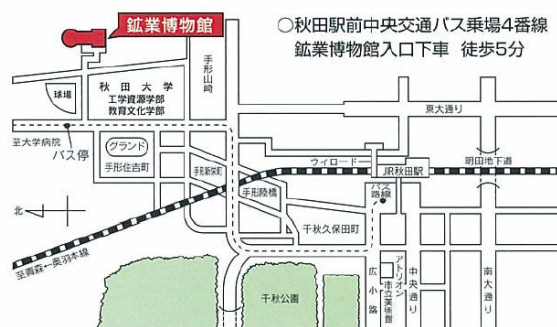 鉱業博物館
○秋田駅前中央交通バス乗場4番線
鉱業博物館入口下車 徒歩5分
秋田大学
工学資源学部
教育文化学部
手形山崎
球場
東大通り
至大学病院
バス停
グランド
手形住吉町
手形新栄町
ウィロード
JR秋田駅
明田地下道
手形陸橋
バス路線
北
千秋久保田町
至青森←奥羽本線
千秋公園
広小路
アトリオン
市立美術館
中央通り
南大通り